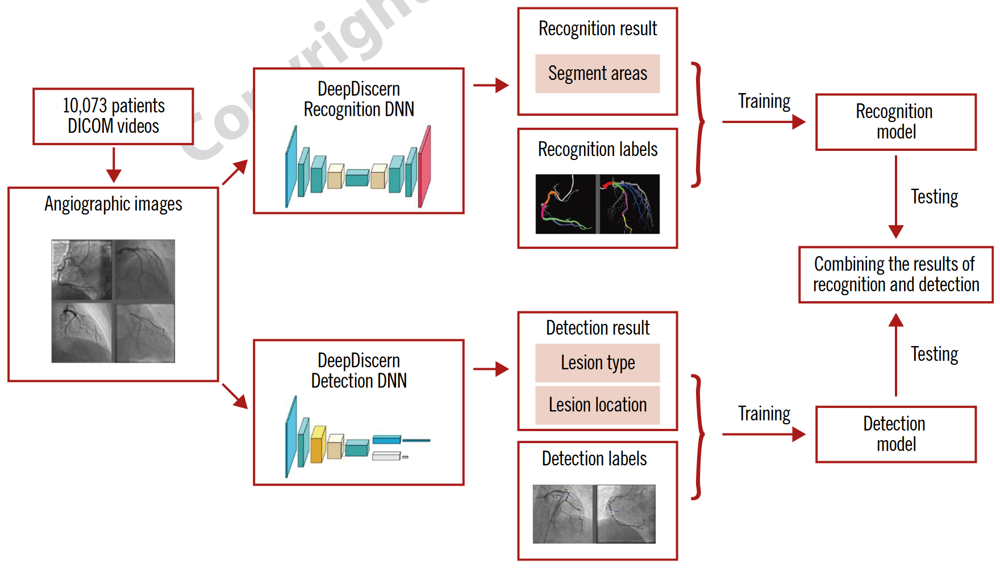 10,073 patients
DICOM videos
Angiographic images
DeepDiscern
Recognition DNN
DeepDiscern
Detection DNN
Recognition result
Segment areas
Recognition labels
Detection result
Lesion type
Lesion location
Detection labels
Training
Training
Recognition
model
Testing
Combining the results of
recognition and detection
Testing
Detection
model